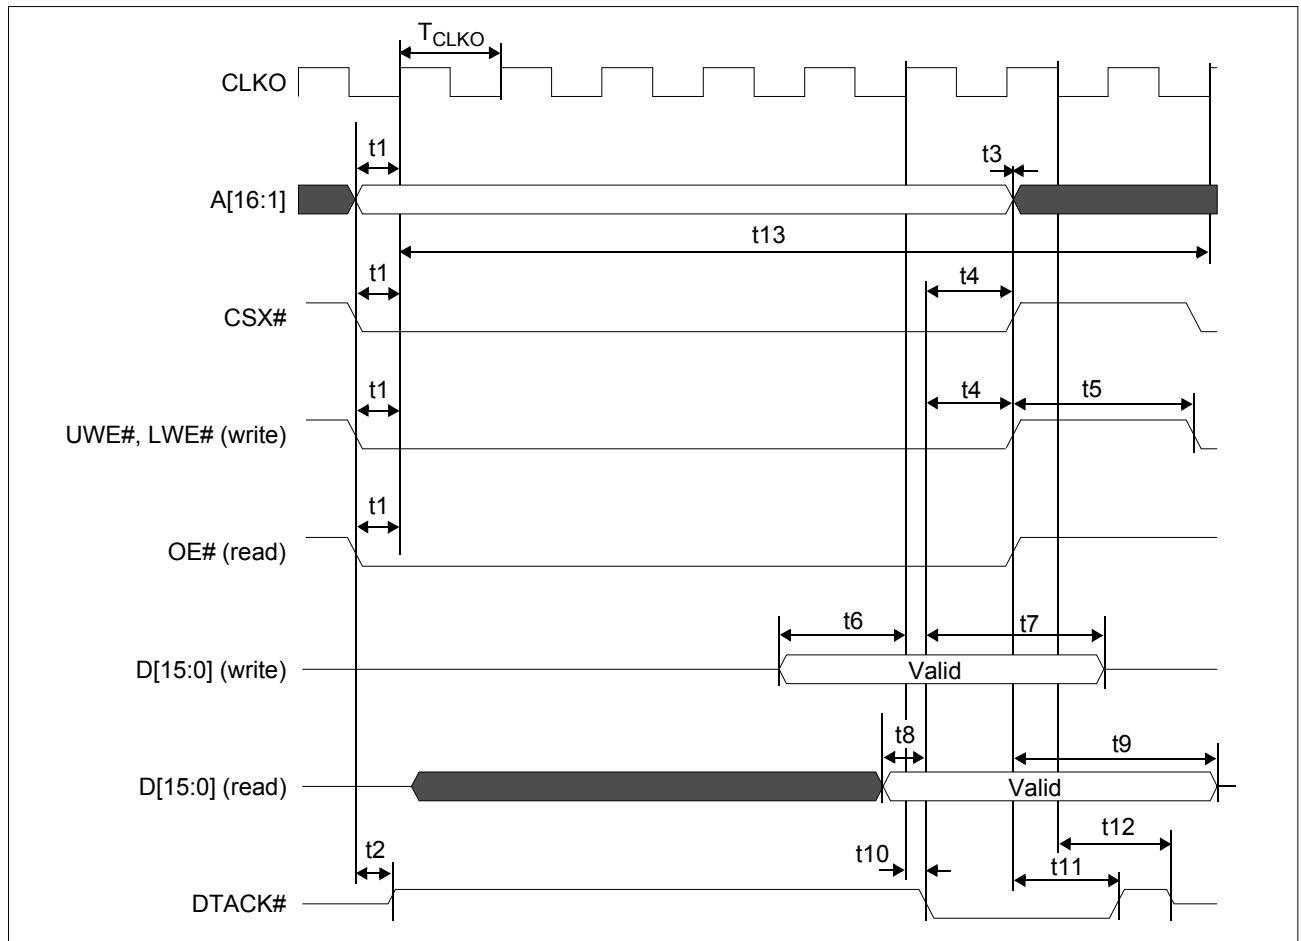 TCLKO
CLKO
t1
t3
A[16:1]
t13
t1
t4
CSX#
t1
t4
t5
UWE#, LWE# (write)
t1
OE# (read)
t6
t7
D[15:0] (write)
Valid
t8
t9
D[15:0] (read)
Valid
t2
t10
t12
t11
DTACK#